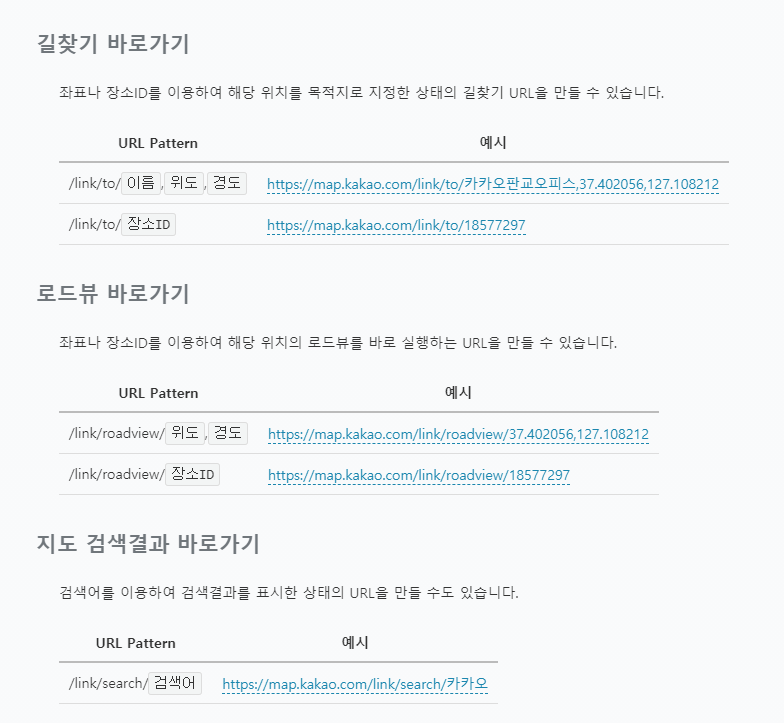 길찾기 바로가기
좌표나 장소ID를 이용하여 해당 위치를 목적지로 지정한 상태의 길찾기 URL을 만들 수 있습니다.
URL Pattern 예시
/link/to/이름,위도,경도 https://map.kakao.com/link/to/카카오판교오피스,37.402056,127.108212
/link/to/장소ID https://map.kakao.com/link/to/18577297
로드뷰 바로가기
좌표나 장소ID를 이용하여 해당 위치의 로드뷰를 바로 실행하는 URL을 만들 수 있습니다.
URL Pattern 예시
/link/roadview/위도,경도 https://map.kakao.com/link/roadview/37.402056,127.108212
/link/roadview/장소ID https://map.kakao.com/link/roadview/18577297
지도 검색결과 바로가기
검색어를 이용하여 검색결과를 표시한 상태의 URL을 만들 수도 있습니다.
URL Pattern 예시
/link/search/검색어 https://map.kakao.com/link/search/카카오